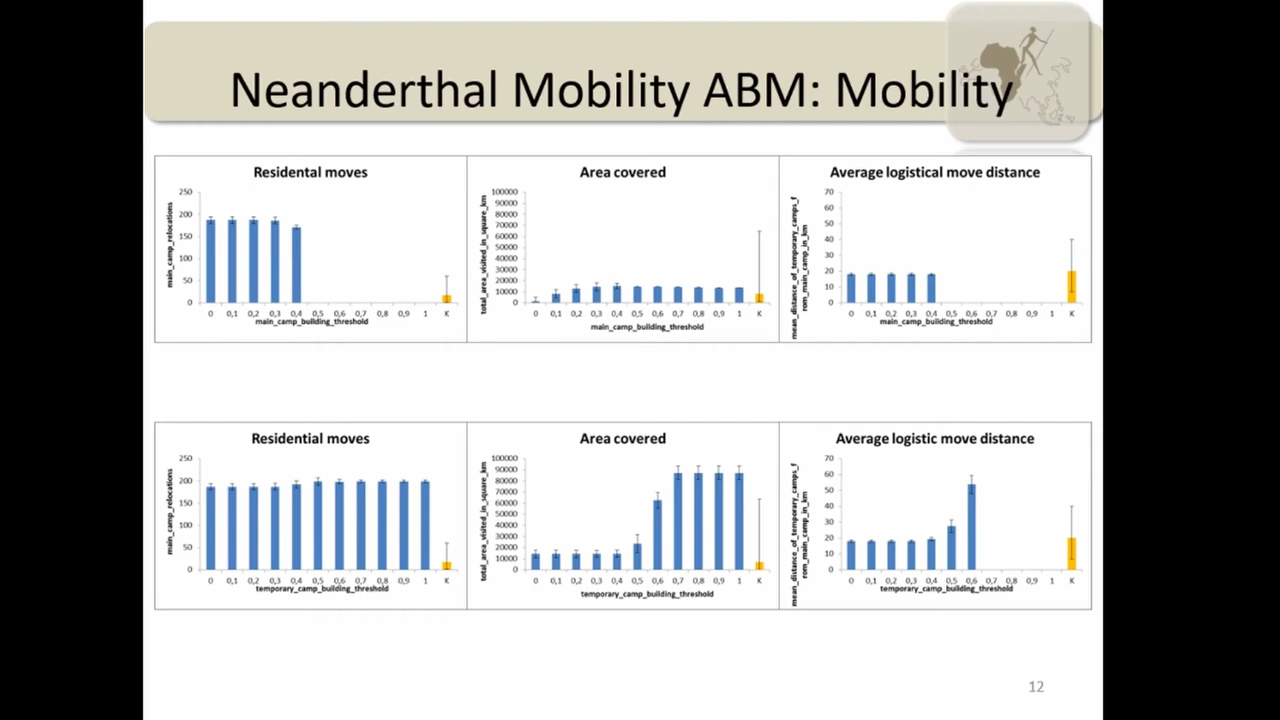 Neanderthal Mobility ABM: Mobility
Residental moves
main_camp_relocations
250
200
150
100
50
0
0 0,1 0,2 0,3 0,4 0,5 0,6 0,7 0,8 0,9 1 K
main_camp_building_threshold
Area covered
total_area_visited_in_square_km
100000
90000
80000
70000
60000
50000
40000
30000
20000
10000
0
0 0,1 0,2 0,3 0,4 0,5 0,6 0,7 0,8 0,9 1 K
main_camp_building_threshold
Average logistical move distance
mean_distance_of_temporary_camps_f
rom_main_camp_in_km
70
60
50
40
30
20
10
0
0 0,1 0,2 0,3 0,4 0,5 0,6 0,7 0,8 0,9 1 K
main_camp_building_threshold
Residential moves
main_camp_relocations
250
200
150
100
50
0
0 0,1 0,2 0,3 0,4 0,5 0,6 0,7 0,8 0,9 1 K
temporary_camp_building_threshold
Area covered
total_area_visited_in_square_km
100000
90000
80000
70000
60000
50000
40000
30000
20000
10000
0
0 0,1 0,2 0,3 0,4 0,5 0,6 0,7 0,8 0,9 1 K
temporary_camp_building_threshold
Average logistic move distance
mean_distance_of_temporary_camps_f
rom_main_camp_in_km
70
60
50
40
30
20
10
0
0 0,1 0,2 0,3 0,4 0,5 0,6 0,7 0,8 0,9 1 K
temporary_camp_building_threshold
12